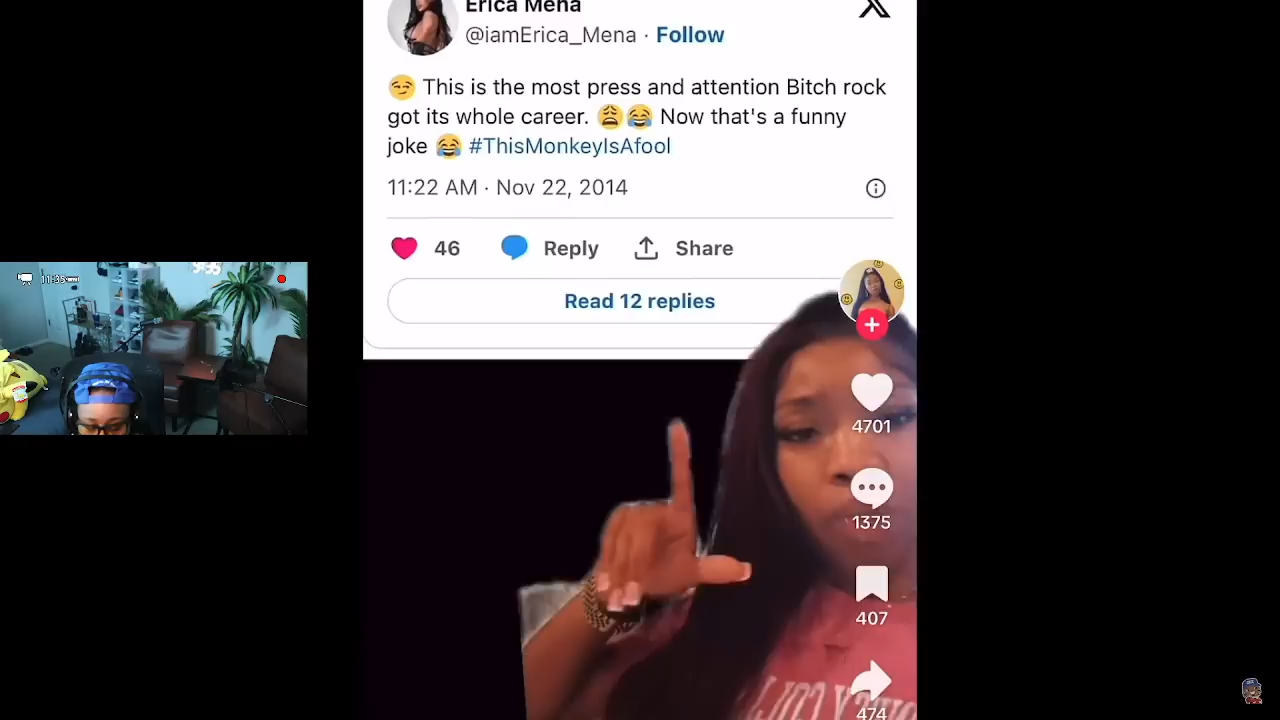 Erica Mena
@iamErica_Mena · Follow
😏 This is the most press and attention Bitch rock
got its whole career. 😩😂 Now that's a funny
joke 😂 #ThisMonkeyIsAfool
11:22 AM · Nov 22, 2014
46 Reply Share
Read 12 replies
11:35
4701
1375
407
474